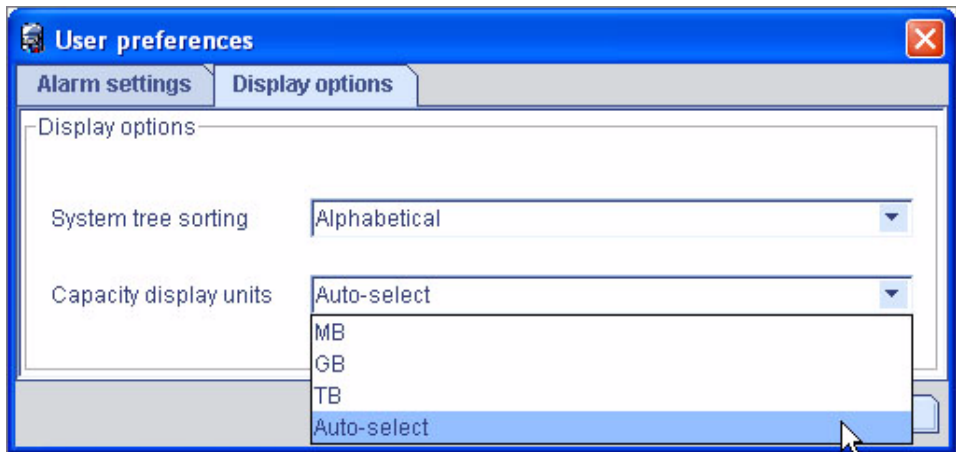 User preferences
Alarm settings
Display options
Display options
System tree sorting
Alphabetical
Capacity display units
Auto-select
MB
GB
TB
Auto-select